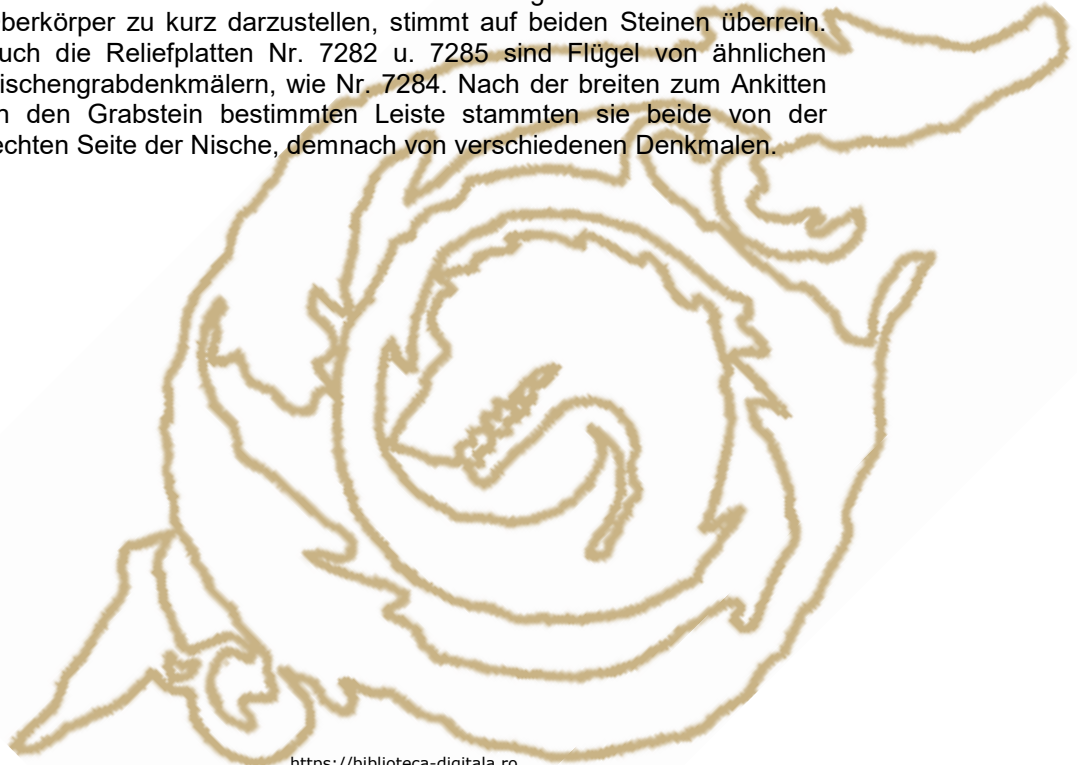 berkörper zu kurz darzustellen, stimmt auf beiden Steinen überrein.
uch die Reliefplatten Nr. 7282 u. 7285 sind Flügel von ähnlichen
ischengrabdenkmälern, wie Nr. 7284. Nach der breiten zum Ankitten
n den Grabstein bestimmten Leiste stammten sie beide von der
echten Seite der Nische, demnach von verschiedenen Denkmalen.
https://biblioteca-digitala.ro